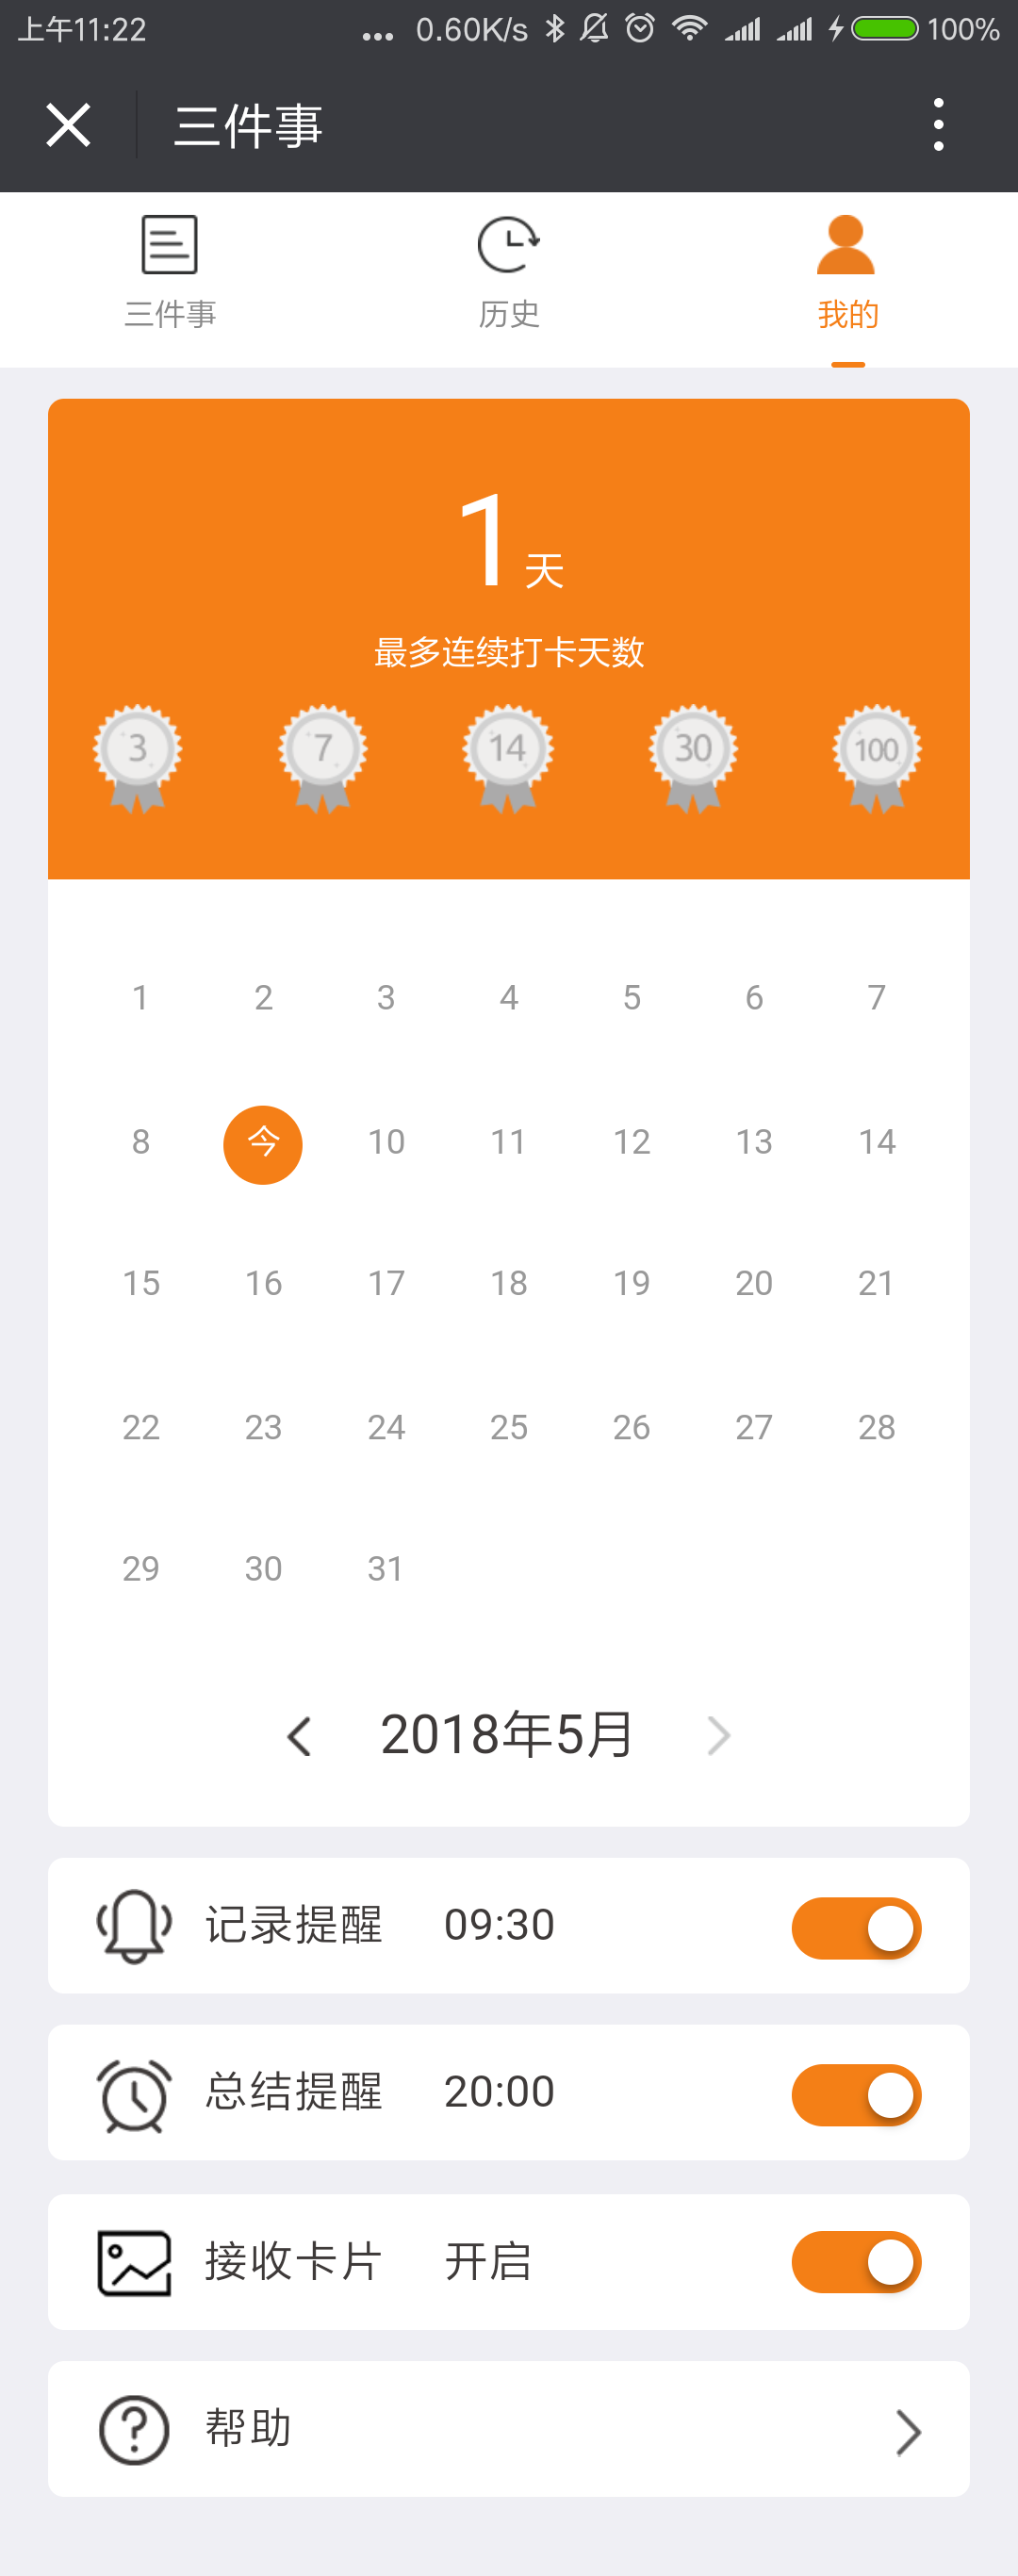 上午11:22 ... 0.60K/s 100%
三件事
三件事 历史 我的
1天
最多连续打卡天数
3 7 14 30 100
1 2 3 4 5 6 7
8 今 10 11 12 13 14
15 16 17 18 19 20 21
22 23 24 25 26 27 28
29 30 31
2018年5月
记录提醒 09:30
总结提醒 20:00
接收卡片 开启
帮助